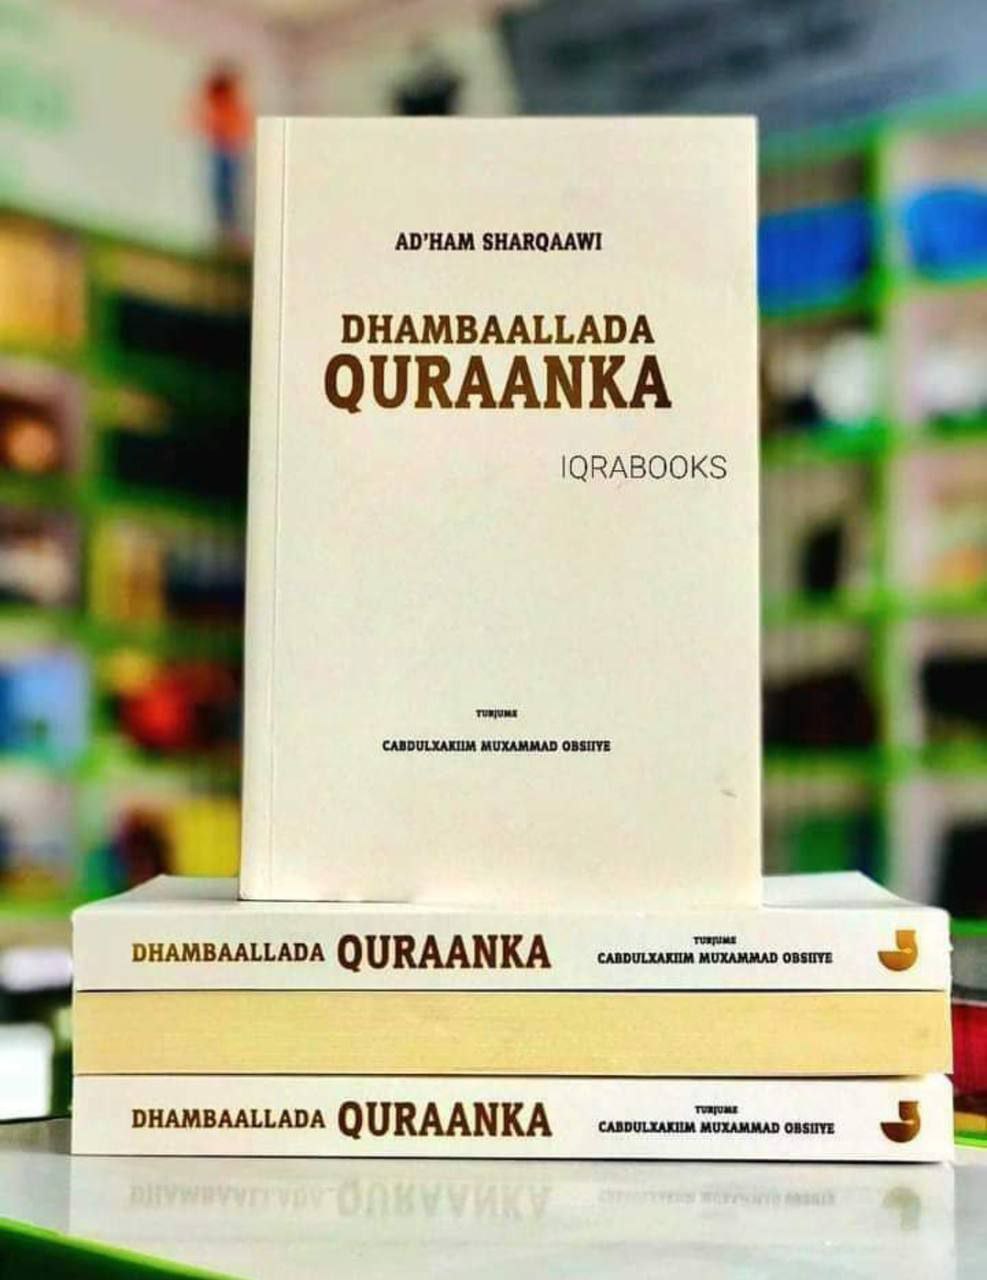 AD'HAM SHARQAAWI
DHAMBAALLADA
QURAANKA
IQRABOOKS
TURJUME
CABDULXAKIIM MUXAMMAD OBSIIYE
DHAMBAALLADA QURAANKA
TURJUME
CABDULXAKIIM MUXAMMAD OBSIIYE
DHAMBAALLADA QURAANKA
TURJUME
CABDULXAKIIM MUXAMMAD OBSIIYE